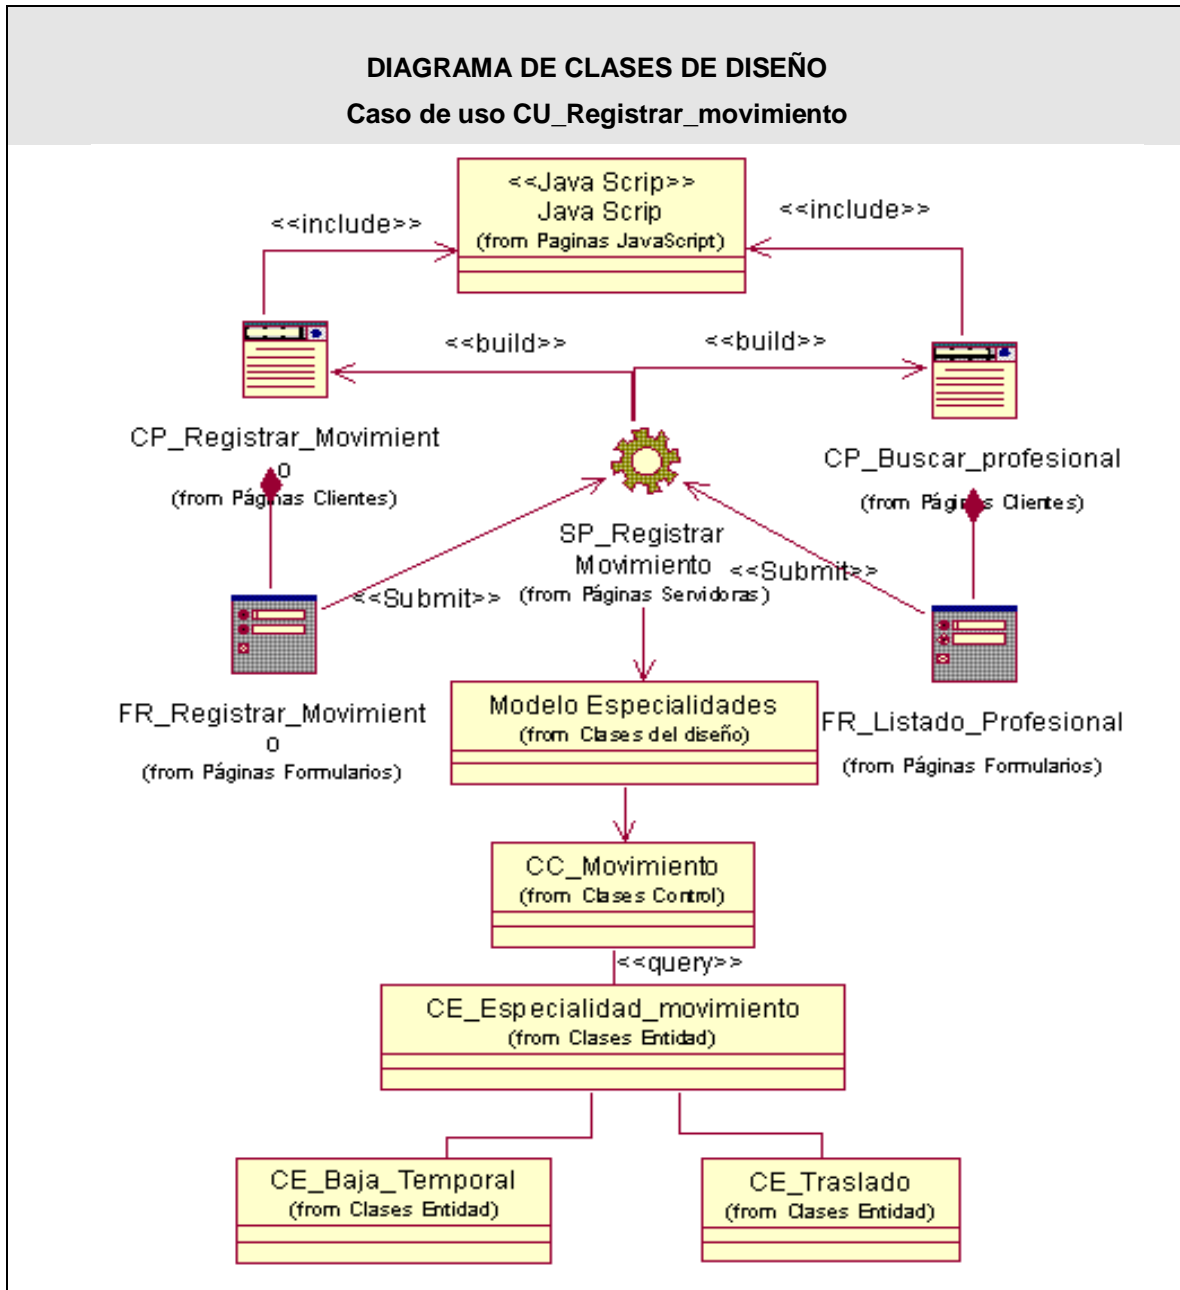 DIAGRAMA DE CLASES DE DISEÑO
Caso de uso CU_Registrar_movimiento
<<Java Scrip>>
Java Scrip
(from Paginas JavaScript)
<<include>>
<<include>>
<<build>>
<<build>>
CP_Registrar_Movimient
o
(from Páginas Clientes)
CP_Buscar_profesional
(from Páginas Clientes)
SP_Registrar
Movimiento
(from Páginas Servidoras)
<<Submit>>
<<Submit>>
FR_Registrar_Movimient
o
(from Páginas Formularios)
Modelo Especialidades
(from Clases del diseño)
FR_Listado_Profesional
(from Páginas Formularios)
CC_Movimiento
(from Clases Control)
<<query>>
CE_Especialidad_movimiento
(from Clases Entidad)
CE_Baja_Temporal
(from Clases Entidad)
CE_Traslado
(from Clases Entidad)